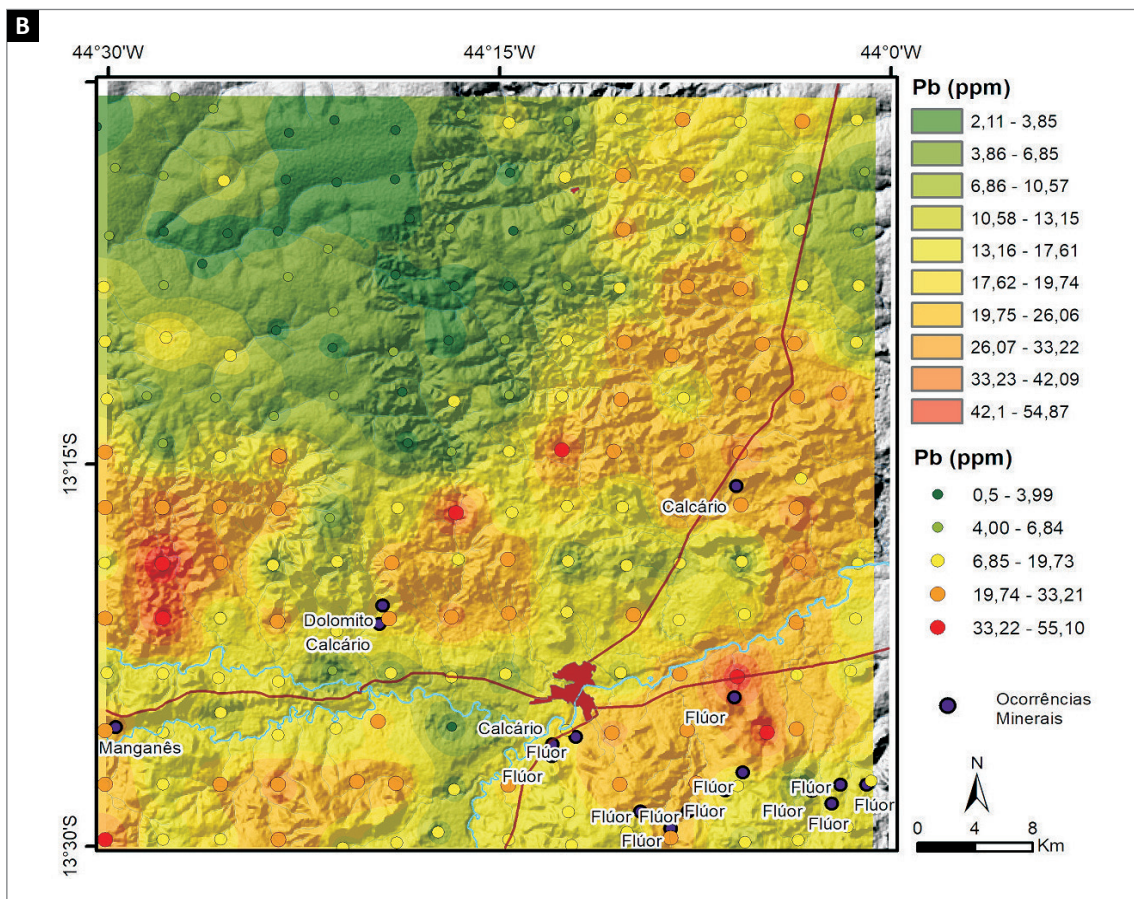 B
44°30'W
44°15'W
44°0'W
13°15'S
13°30'S
Calcário
Dolomito
Calcário
Manganês
Flúor
Calcário
Flúor
Flúor
Flúor
Flúor
Flúor
Flúor
Flúor
Flúor
Flúor
Flúor
Flúor
Flúor
Pb (ppm)
2,11 - 3,85
3,86 - 6,85
6,86 - 10,57
10,58 - 13,15
13,16 - 17,61
17,62 - 19,74
19,75 - 26,06
26,07 - 33,22
33,23 - 42,09
42,1 - 54,87
Pb (ppm)
0,5 - 3,99
4,00 - 6,84
6,85 - 19,73
19,74 - 33,21
33,22 - 55,10
Ocorrências
Minerais
N
0 4 8
Km